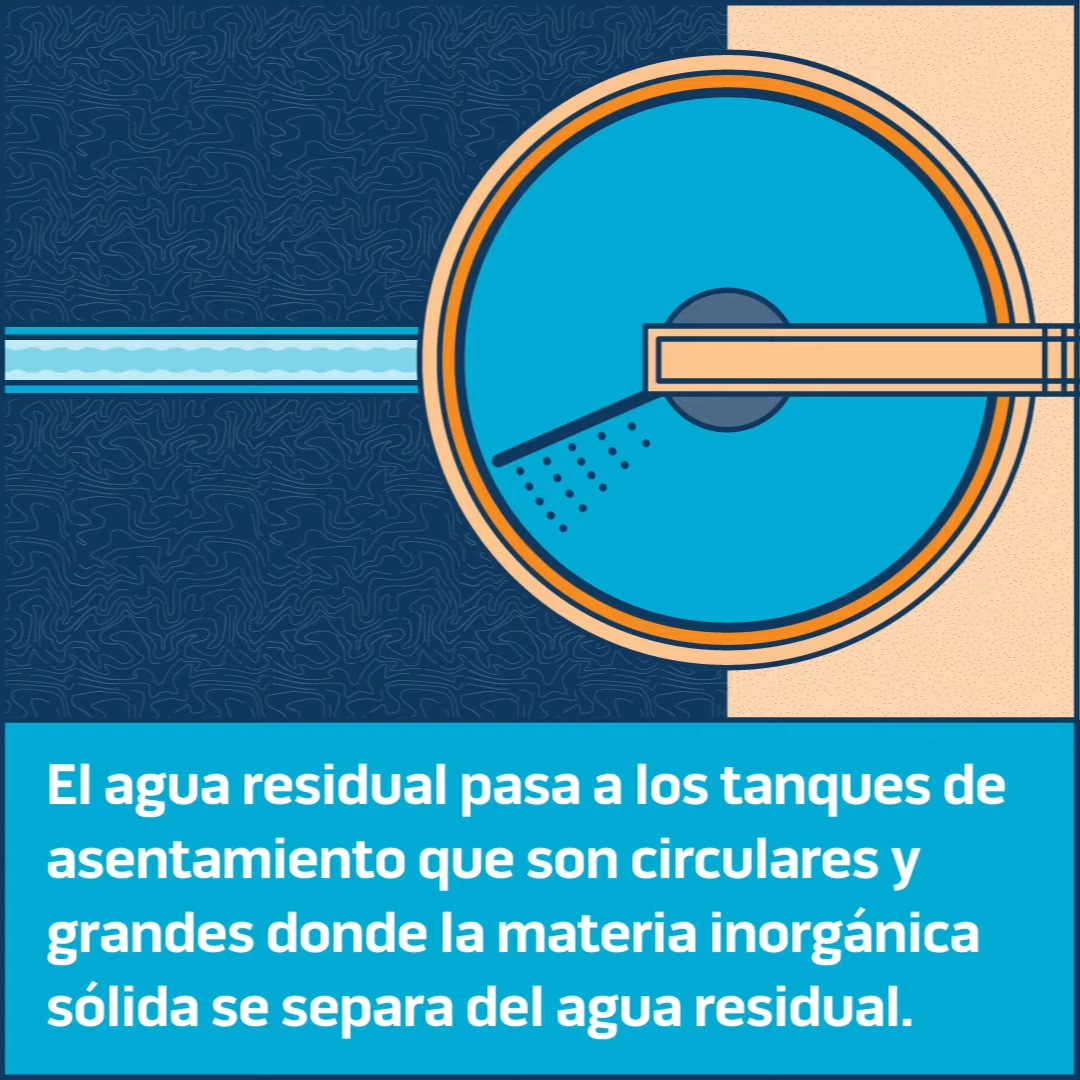 El agua residual pasa a los tanques de
asentamiento que son circulares y
grandes donde la materia inorgánica
sólida se separa del agua residual.